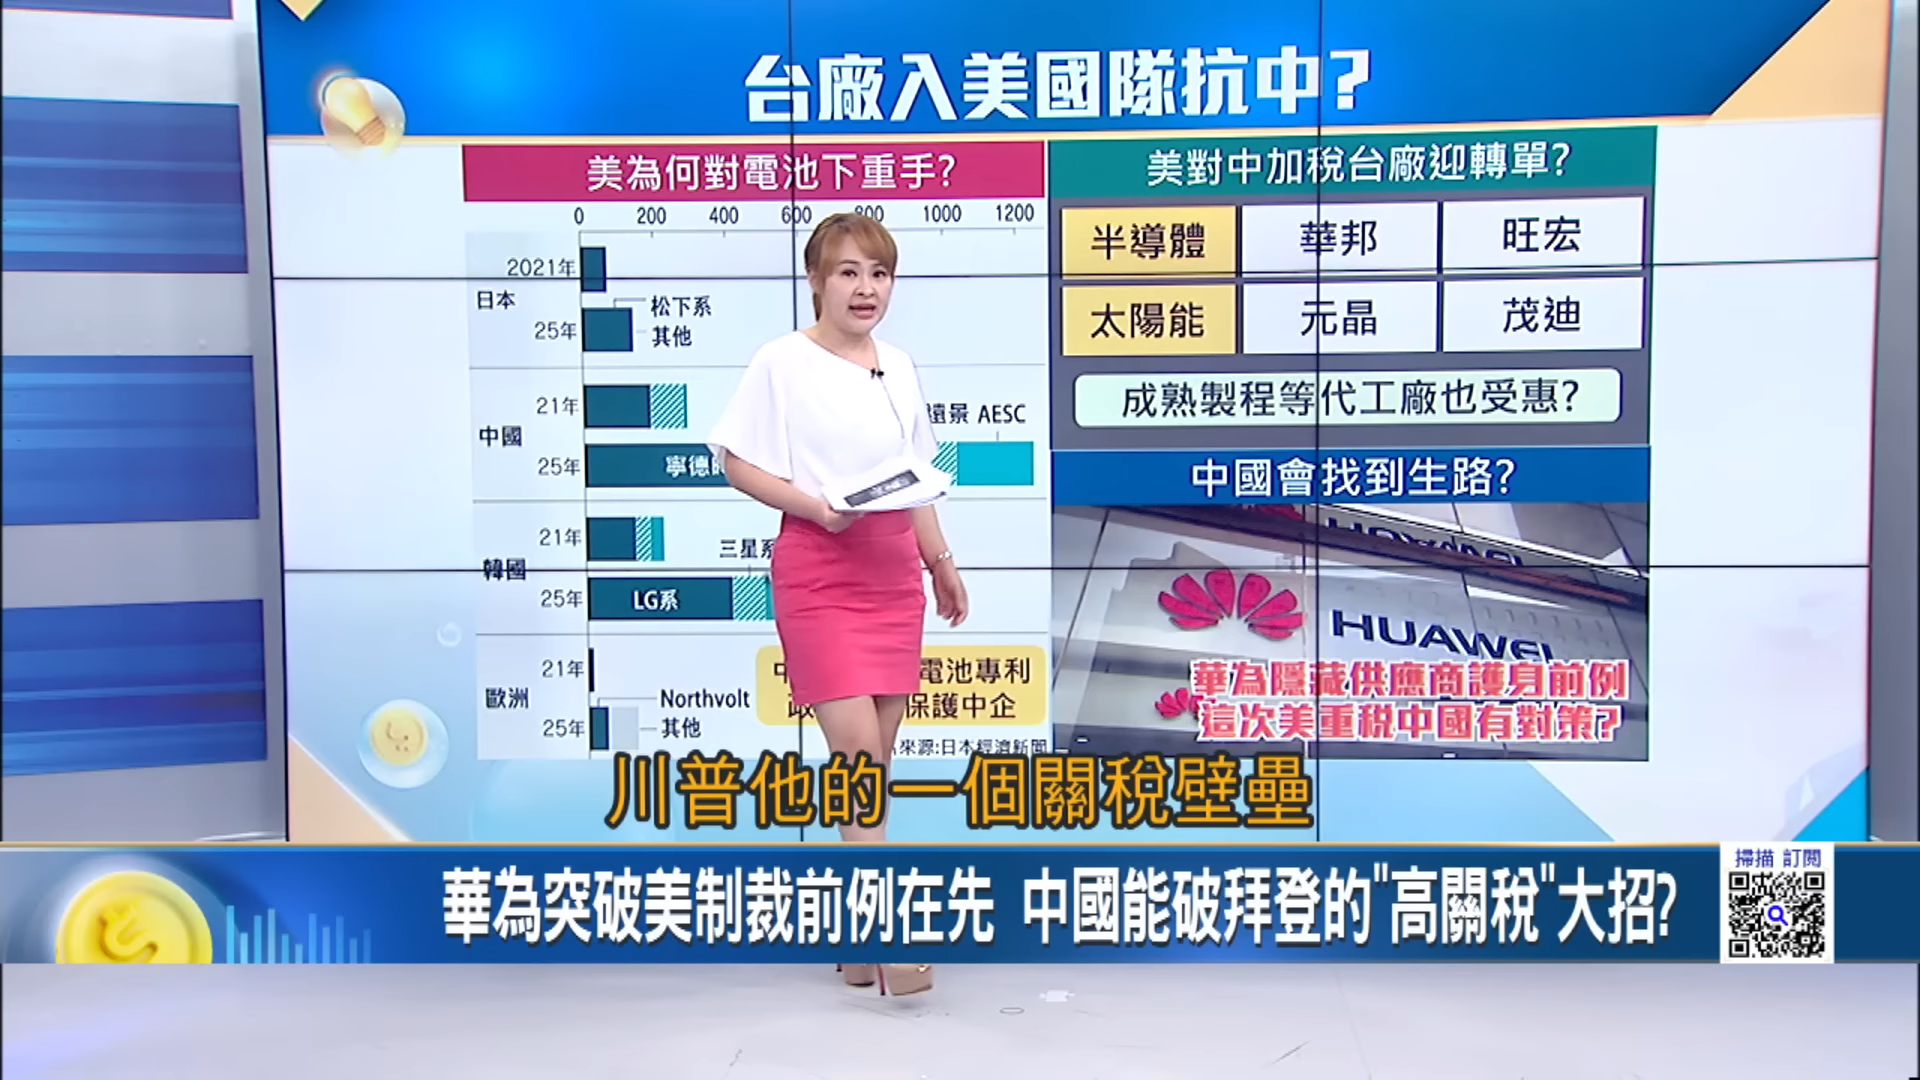 台廠入美國隊抗中?
美為何對電池下重手?
0 200 400 600 800 1000 1200
日本
2021年
25年
松下系
其他
中國
21年
25年
寧德
遠景 AESC
韓國
21年
25年
三星系
LG系
歐洲
21年
25年
Northvolt
其他
電池專利
保護中企
來源:日本經濟新聞
美對中加稅台廠迎轉單?
半導體 華邦 旺宏
太陽能 元晶 茂迪
成熟製程等代工廠也受惠?
中國會找到生路?
HUAWEI
HUAWEI
華為隱藏供應商護身前例
這次美重稅中國有對策?
川普他的一個關稅壁壘
華為突破美制裁前例在先 中國能破拜登的"高關稅"大招?
掃描 訂閱